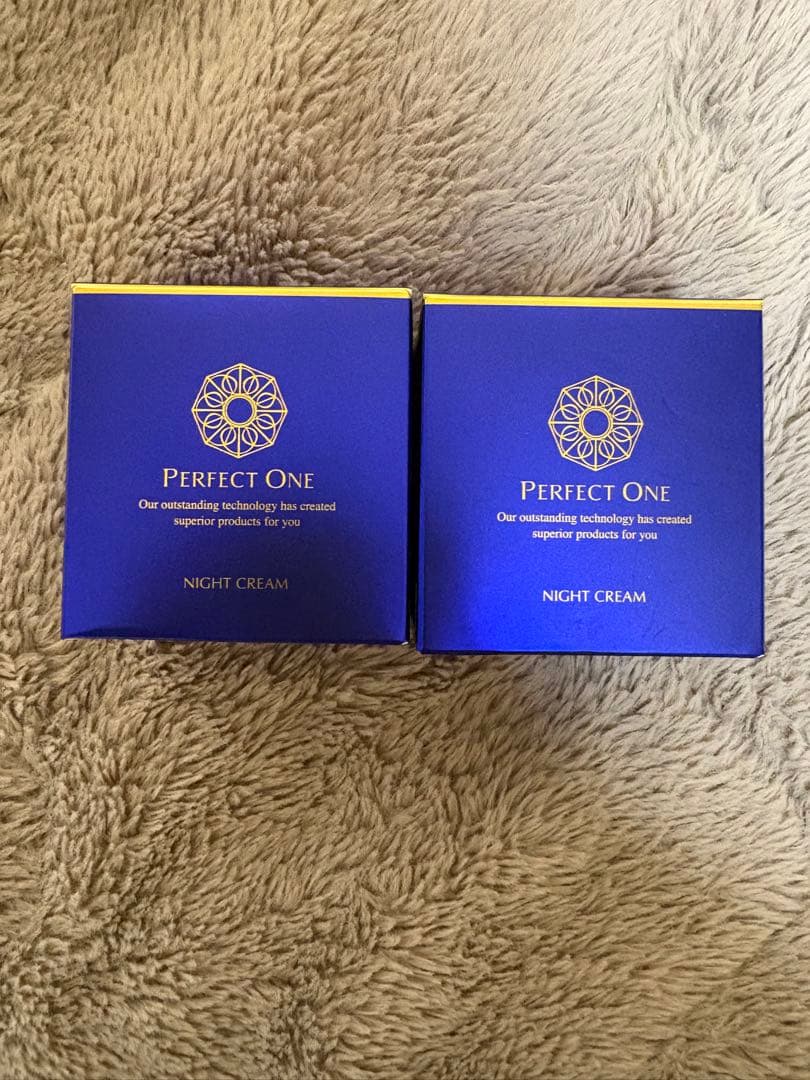 PERFECT ONE
Our outstanding technology has created
superior products for you
NIGHT CREAM
PERFECT ONE
Our outstanding technology has created
superior products for you
NIGHT CREAM